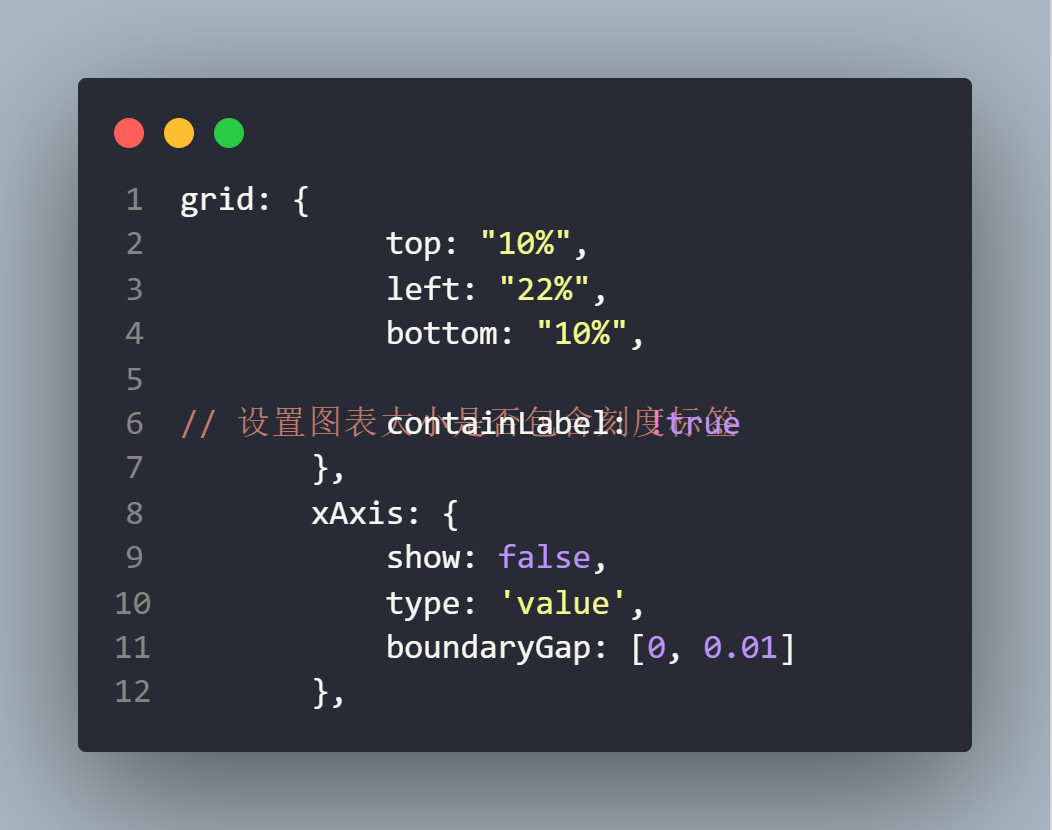 1 grid: {
2 top: "10%",
3 left: "22%",
4 bottom: "10%",
5
6 // 设置图表大小是否包含刻度标签
containLabel: !true
7 },
8 xAxis: {
9 show: false,
10 type: 'value',
11 boundaryGap: [0, 0.01]
12 },